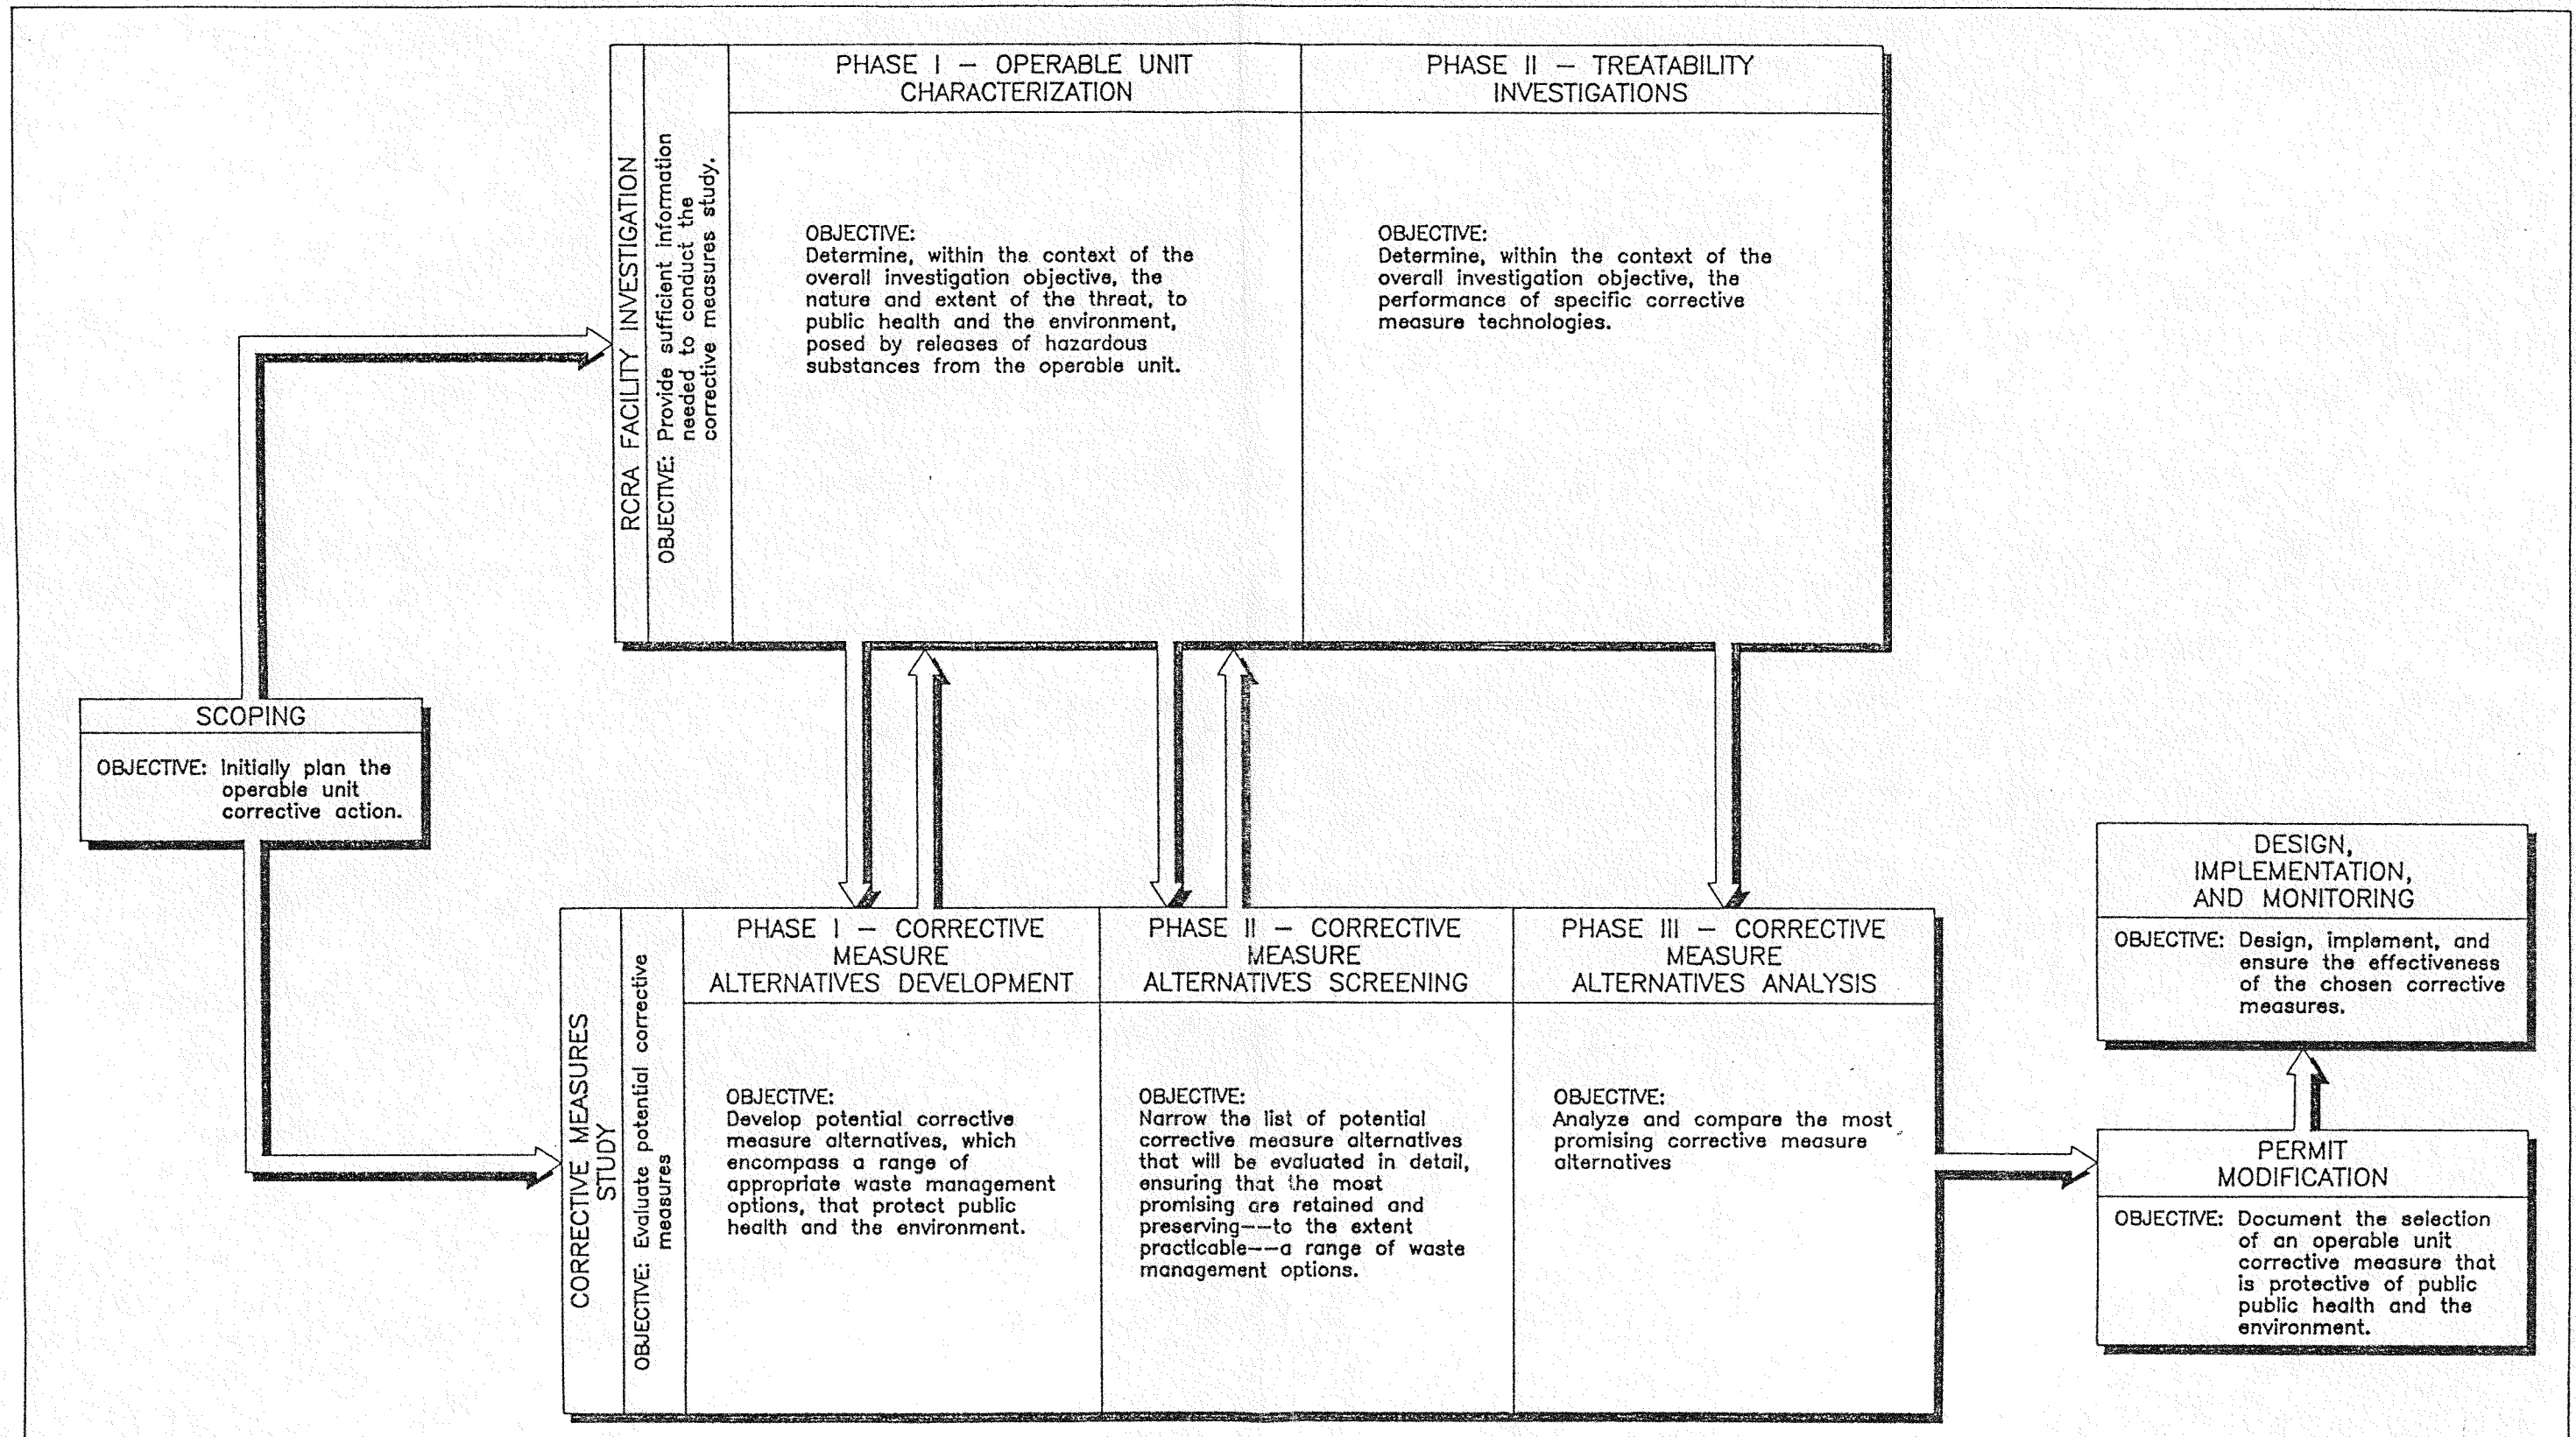 PHASE I — OPERABLE UNIT
CHARACTERIZATION
PHASE II — TREATABILITY
INVESTIGATIONS
RCRA FACILITY INVESTIGATION
OBJECTIVE: Provide sufficient information
needed to conduct the
corrective measures study.
OBJECTIVE:
Determine, within the context of the
overall investigation objective, the
nature and extent of the threat, to
public health and the environment,
posed by releases of hazardous
substances from the operable unit.
OBJECTIVE:
Determine, within the context of the
overall investigation objective, the
performance of specific corrective
measure technologies.
SCOPING
OBJECTIVE: Initially plan the
operable unit
corrective action.
CORRECTIVE MEASURES
STUDY
OBJECTIVE: Evaluate potential corrective
measures
PHASE I — CORRECTIVE
MEASURE
ALTERNATIVES DEVELOPMENT
OBJECTIVE:
Develop potential corrective
measure alternatives, which
encompass a range of
appropriate waste management
options, that protect public
health and the environment.
PHASE II — CORRECTIVE
MEASURE
ALTERNATIVES SCREENING
OBJECTIVE:
Narrow the list of potential
corrective measure alternatives
that will be evaluated in detail,
ensuring that the most
promising are retained and
preserving--to the extent
practicable--a range of waste
management options.
PHASE III — CORRECTIVE
MEASURE
ALTERNATIVES ANALYSIS
OBJECTIVE:
Analyze and compare the most
promising corrective measure
alternatives
DESIGN,
IMPLEMENTATION,
AND MONITORING
OBJECTIVE: Design, implement, and
ensure the effectiveness
of the chosen corrective
measures.
PERMIT
MODIFICATION
OBJECTIVE: Document the selection
of an operable unit
corrective measure that
is protective of public
public health and the
environment.